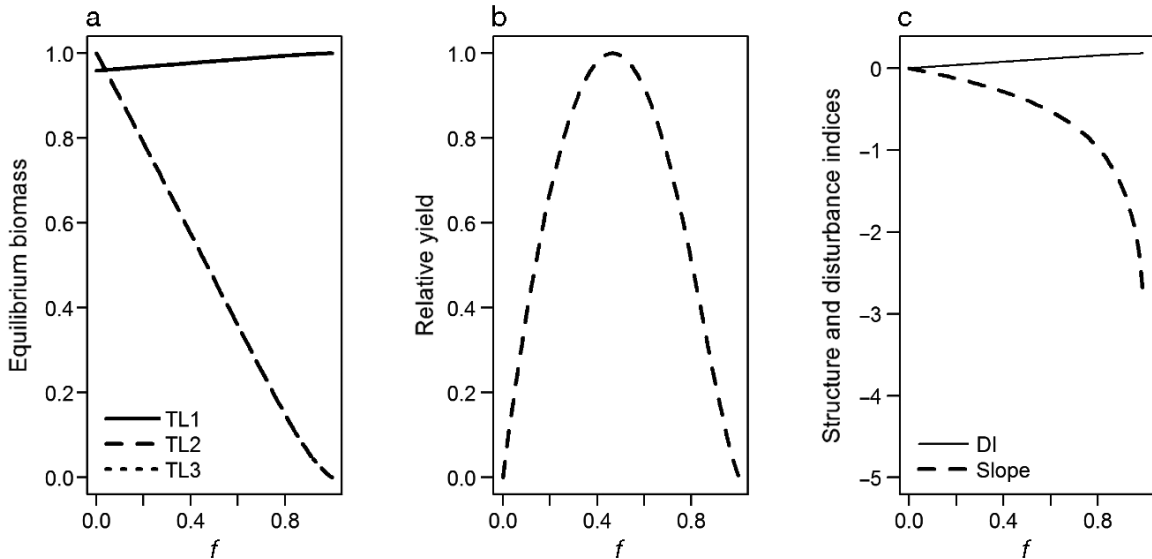 a
Equilibrium biomass
1.0
0.8
0.6
0.4
0.2
0.0
TL1
TL2
TL3
0.0 0.4 0.8
f
b
Relative yield
1.0
0.8
0.6
0.4
0.2
0.0
0.0 0.4 0.8
f
c
Structure and disturbance indices
0
−1
−2
−3
−4
−5
DI
Slope
0.0 0.4 0.8
f